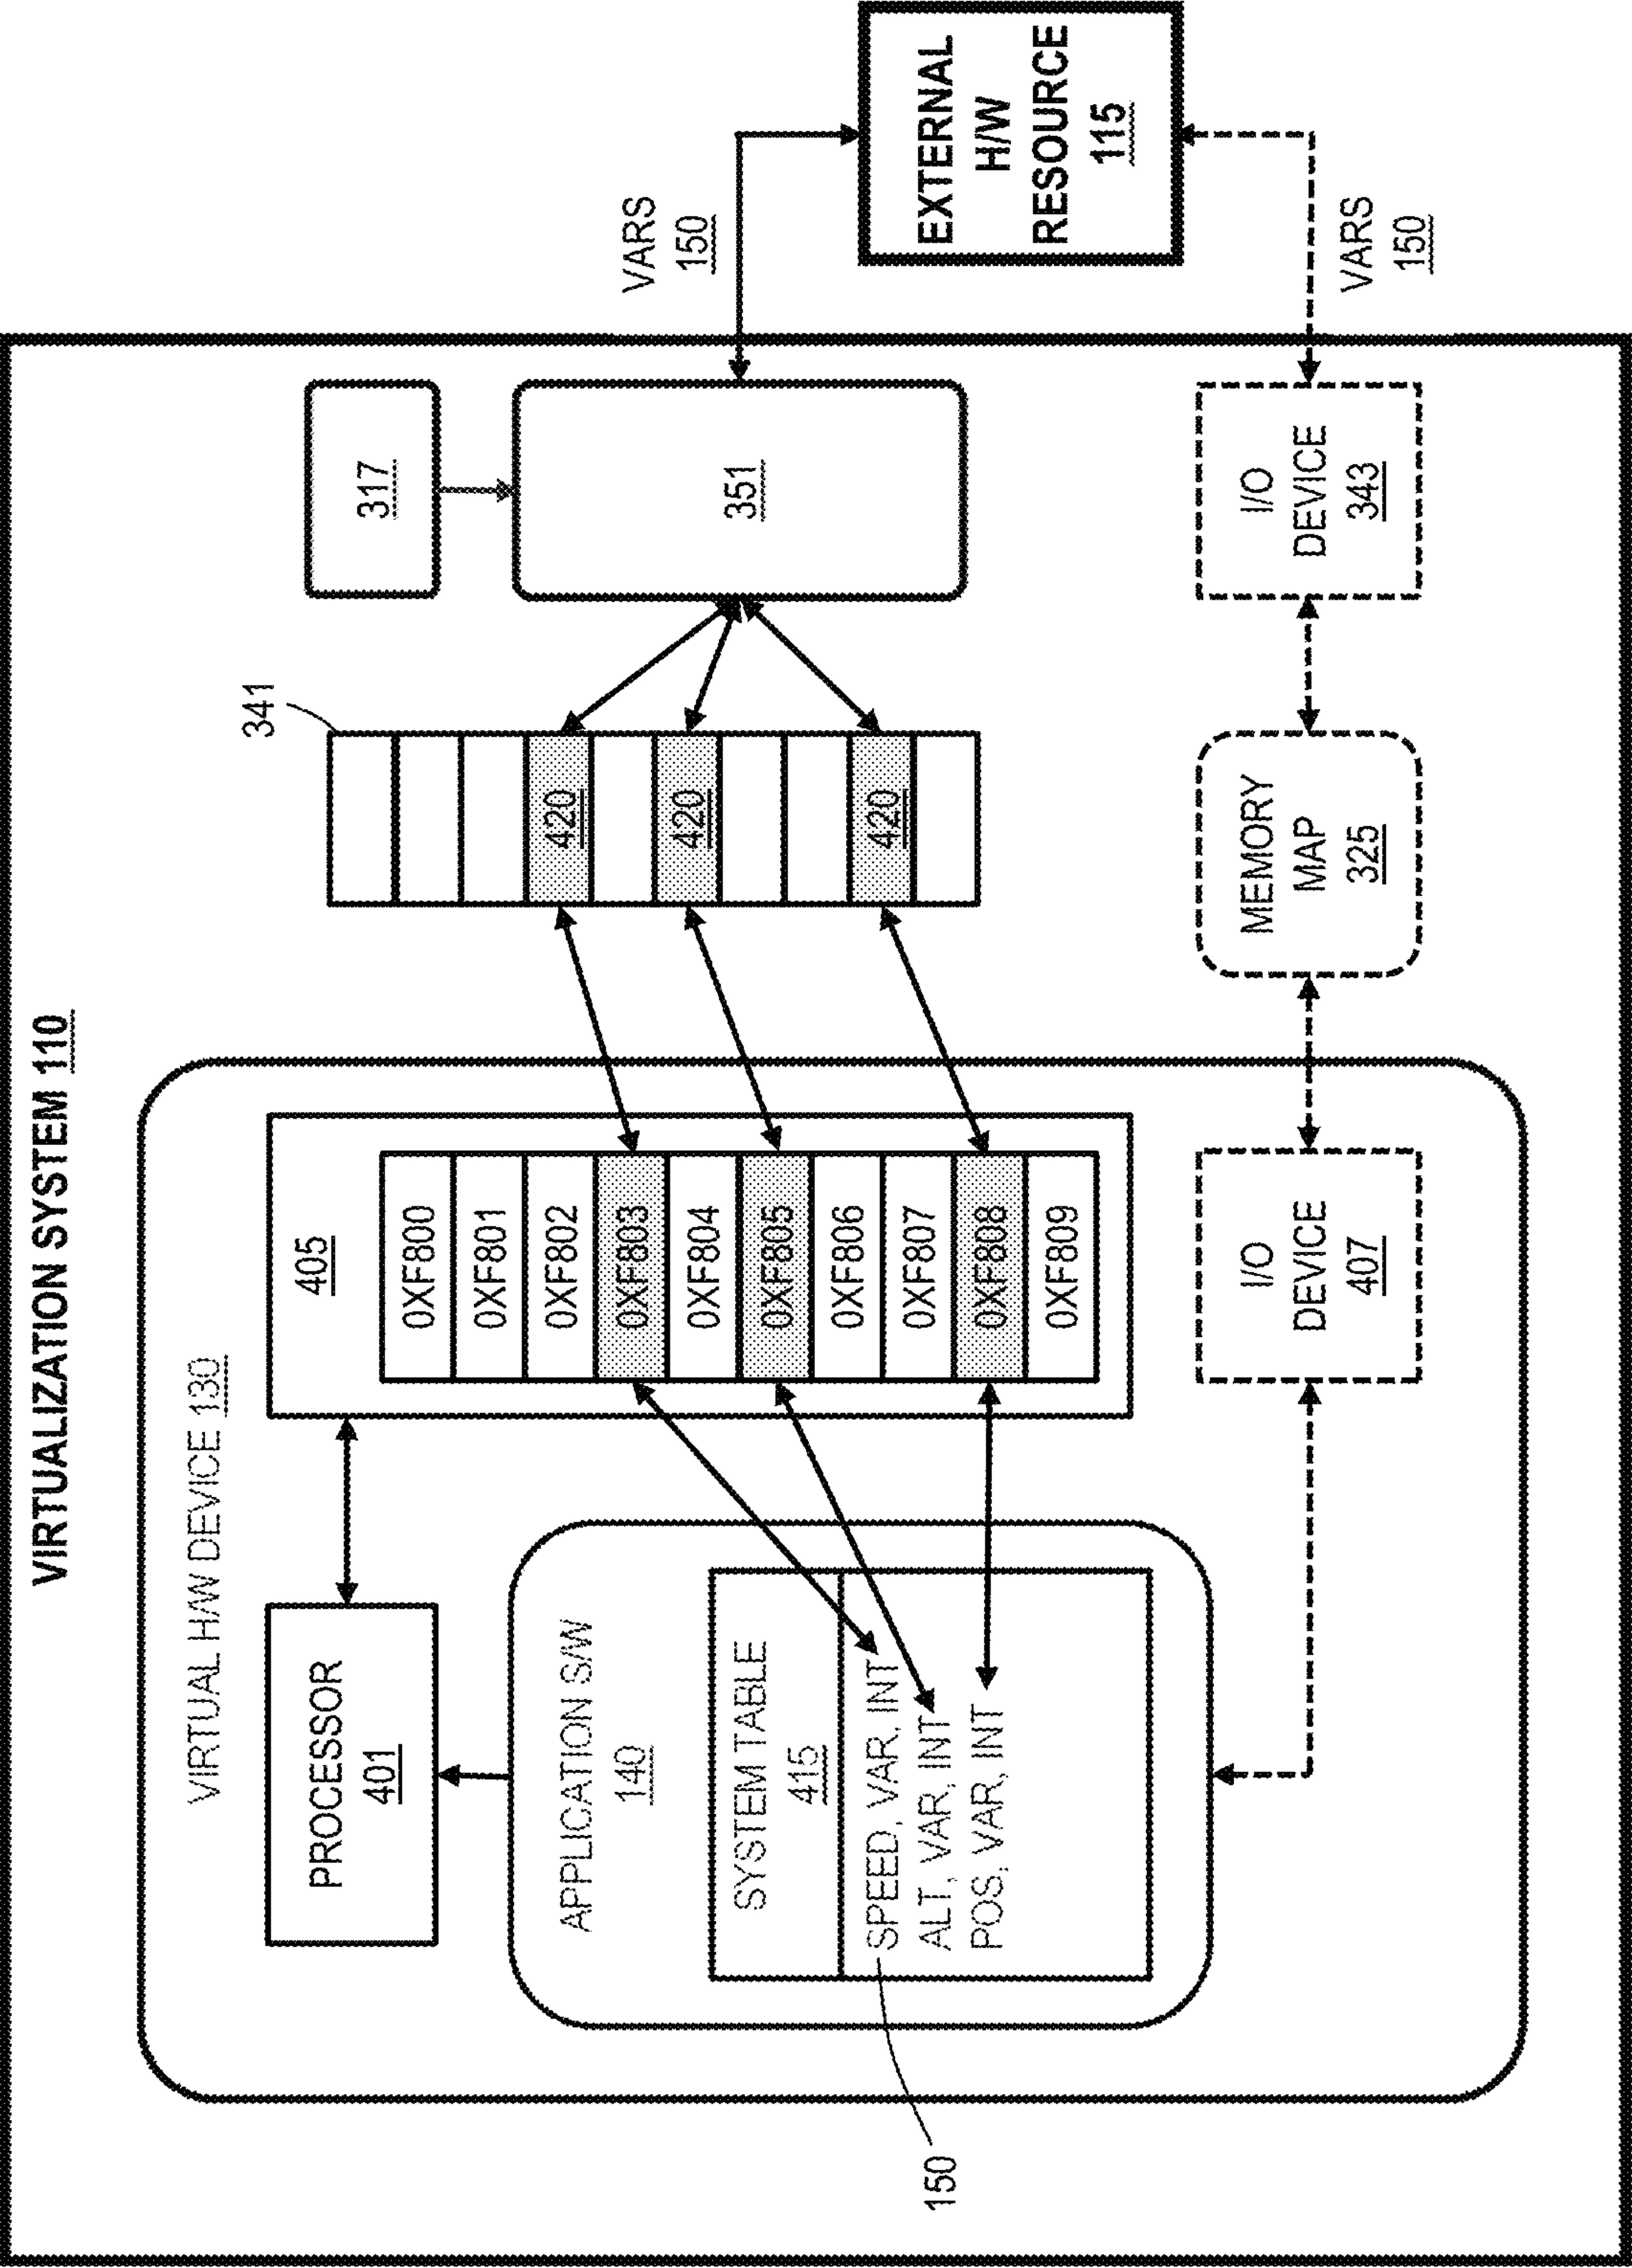 VIRTUALIZATION SYSTEM 110
VIRTUAL H/W DEVICE 130
PROCESSOR
401
APPLICATION S/W
140
SYSTEM TABLE
415
SPEED, VAR, INT
ALT, VAR, INT
POS, VAR, INT
150
405
0XF800
0XF801
0XF802
0XF803
0XF804
0XF805
0XF806
0XF807
0XF808
0XF809
I/O
DEVICE
407
341
420
420
420
MEMORY
MAP
325
317
351
I/O
DEVICE
343
VARS
150
EXTERNAL
H/W
RESOURCE
115
VARS
150